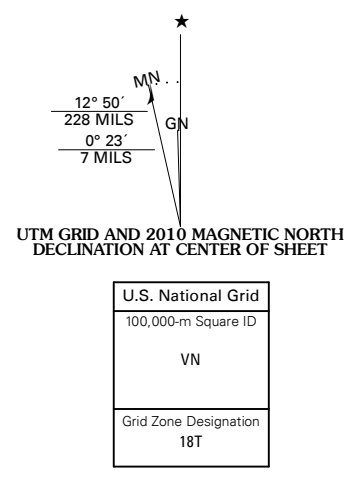 ★
MN
12° 50´
228 MILS
GN
0° 23´
7 MILS
UTM GRID AND 2010 MAGNETIC NORTH
DECLINATION AT CENTER OF SHEET
U.S. National Grid
100,000-m Square ID
VN
Grid Zone Designation
18T